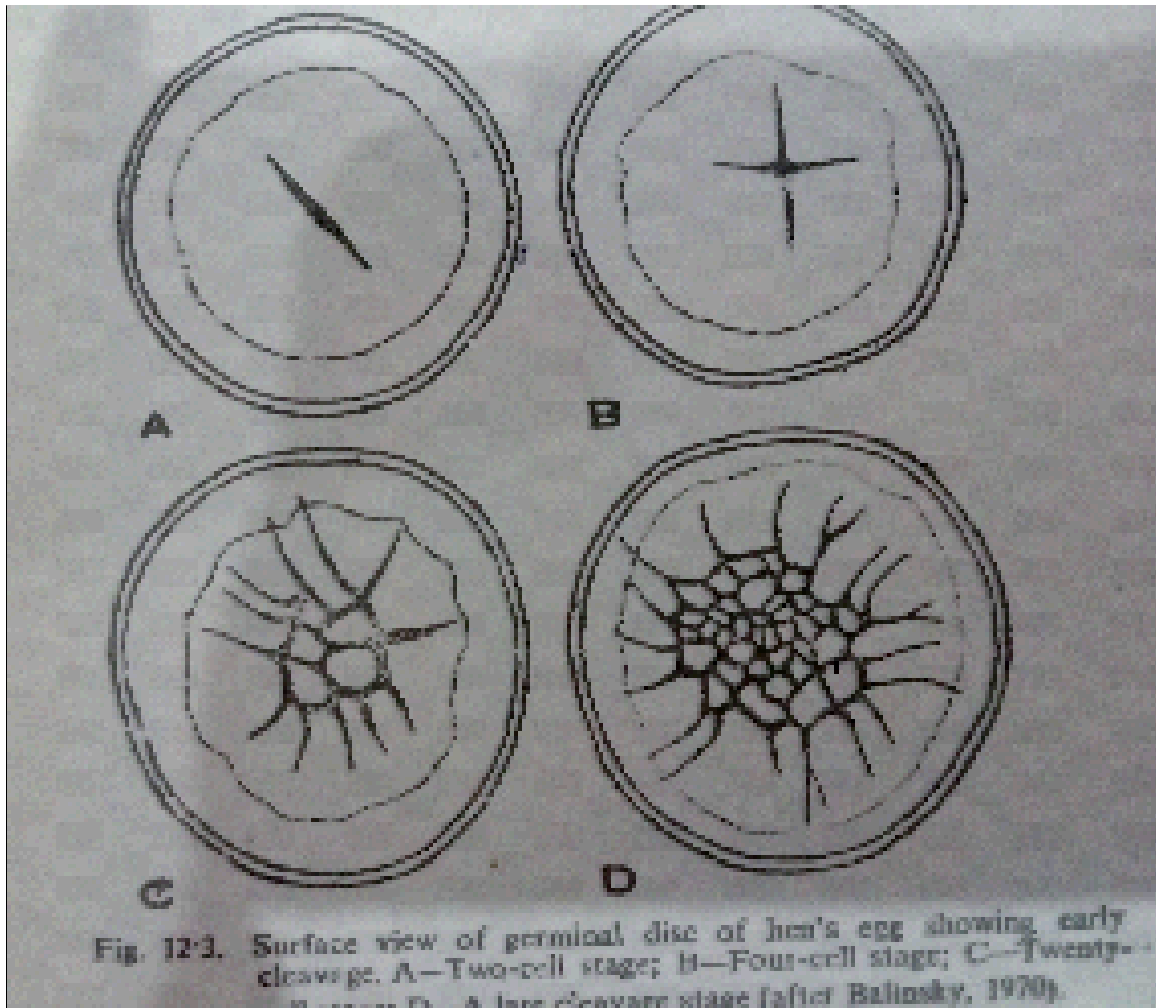 A
B
C
D
Fig. 12·3. Surface view of germinal disc of hen's egg showing early
cleavage. A—Two-cell stage; B—Four-cell stage; C—Twenty-
D—A late cleavage stage (after Balinsky, 1970).